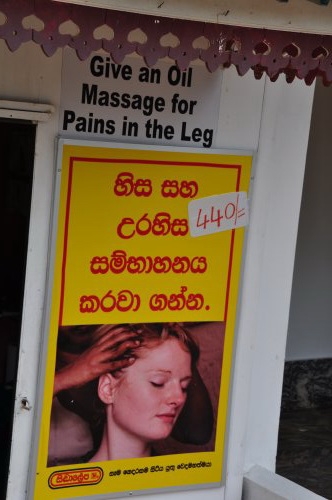 Give an Oil
Massage for
Pains in the Leg
හිස සහ
උරහිස 440/=
සම්භාහනය
කරවා ගන්න.
සිඩාලේප